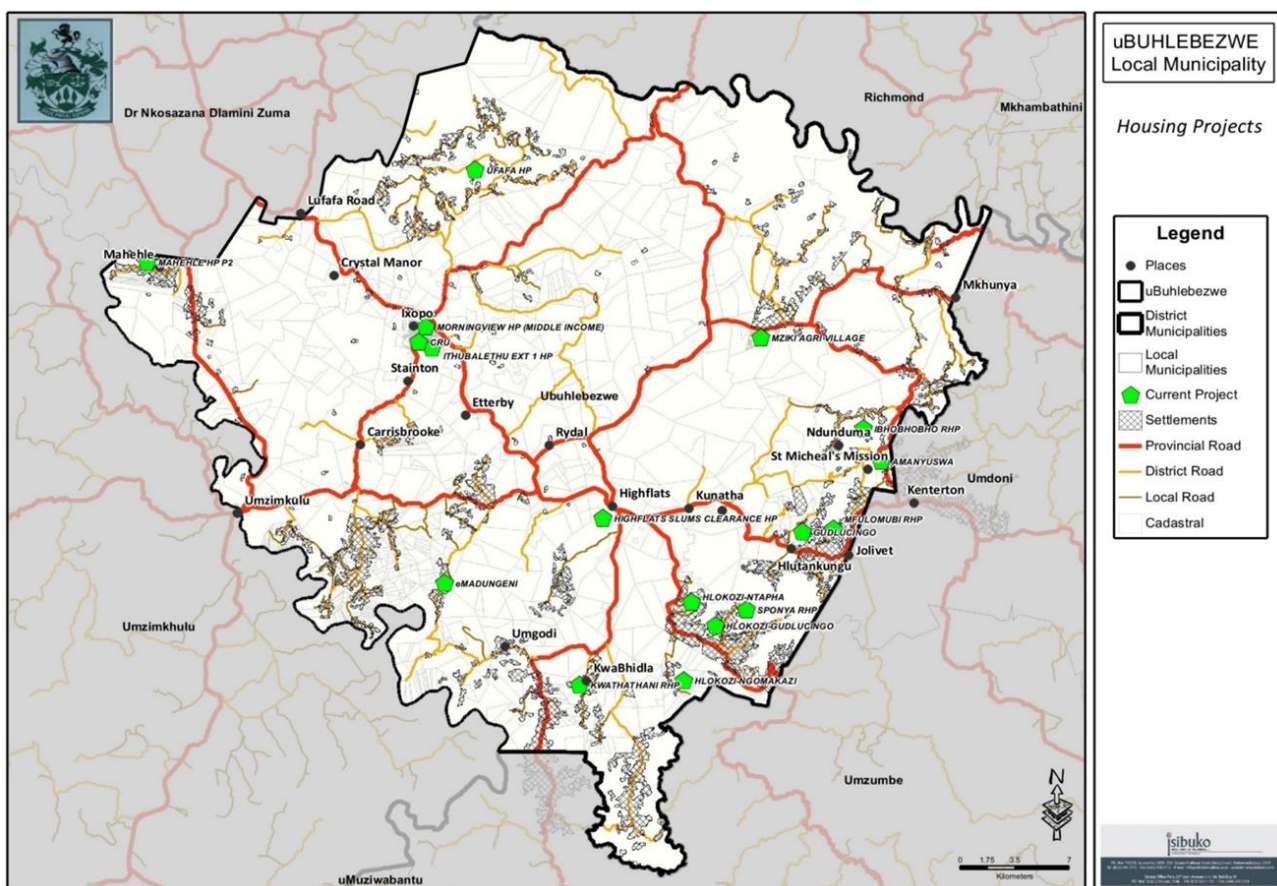 uBUHLEBEZWE
Local Municipality
Housing Projects
Legend
Places
uBuhlebezwe
District
Municipalities
Local
Municipalities
Current Project
Settlements
Provincial Road
District Road
Local Road
Cadastral
Richmond
Mkhambathini
Dr Nkosazana Dlamini Zuma
UFAFA HP
Lufafa Road
Mahehle
MAHEHLE HP P2
Crystal Manor
Mkhunya
Ixopo
MORNINGVIEW HP (MIDDLE INCOME)
CRU
ITHUBALETHU EXT 1 HP
MZIKI AGRI-VILLAGE
Stainton
Etterby
Ubuhlebezwe
Carrisbrooke
Rydal
IBHOBHOBHO RHP
Ndunduma
St Micheal's Mission
AMANYUSWA
Umdoni
Kenterton
Umzimkulu
Highflats
Kunatha
HIGHFLATS SLUMS CLEARANCE HP
MFULOMUBI RHP
GUDLUCINGO
Hlutankungu
Jolivet
eMADUNGENI
HLOKOZI-NTAPHA
SPONYA RHP
HLOKOZI-GUDLUCINGO
Umzimkhulu
Umgodi
KwaBhidla
KWATHATHANI RHP
HLOKOZI-NGOMAKAZI
Umzumbe
uMuziwabantu
N
0 1.75 3.5 7
Kilometers
isibuko